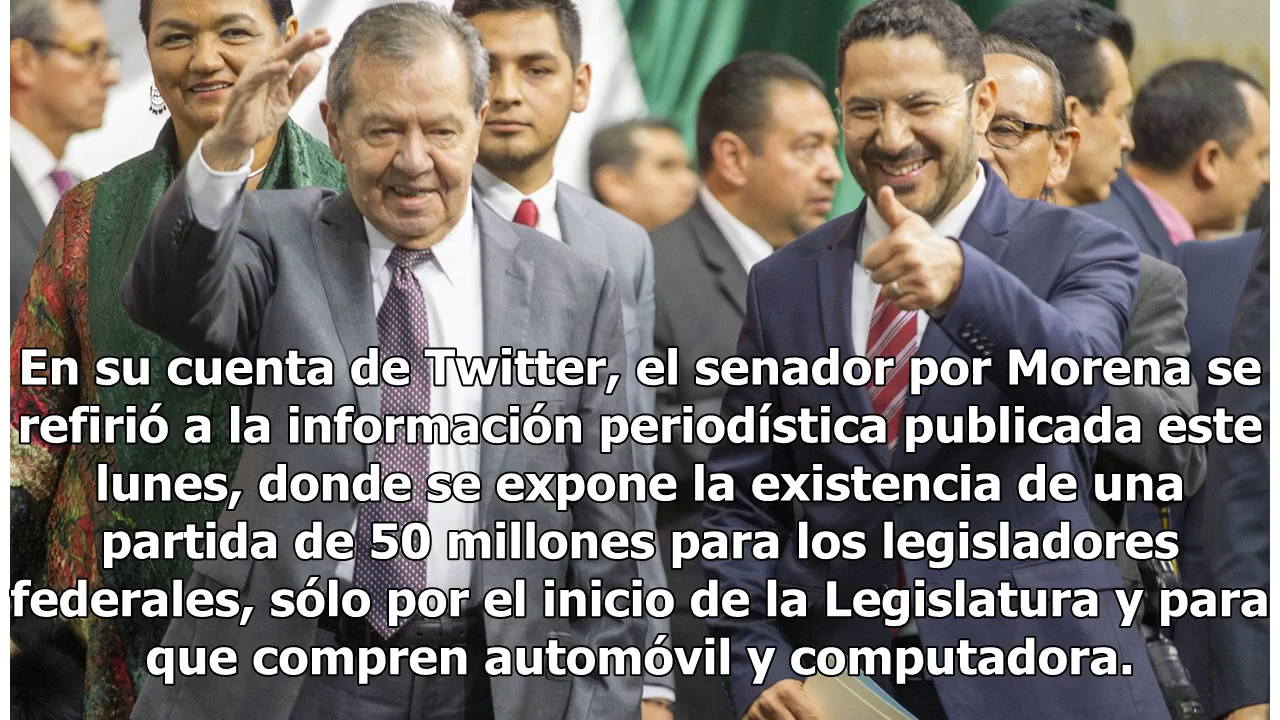 En su cuenta de Twitter, el senador por Morena se
refirió a la información periodística publicada este
lunes, donde se expone la existencia de una
partida de 50 millones para los legisladores
federales, sólo por el inicio de la Legislatura y para
que compren automóvil y computadora.